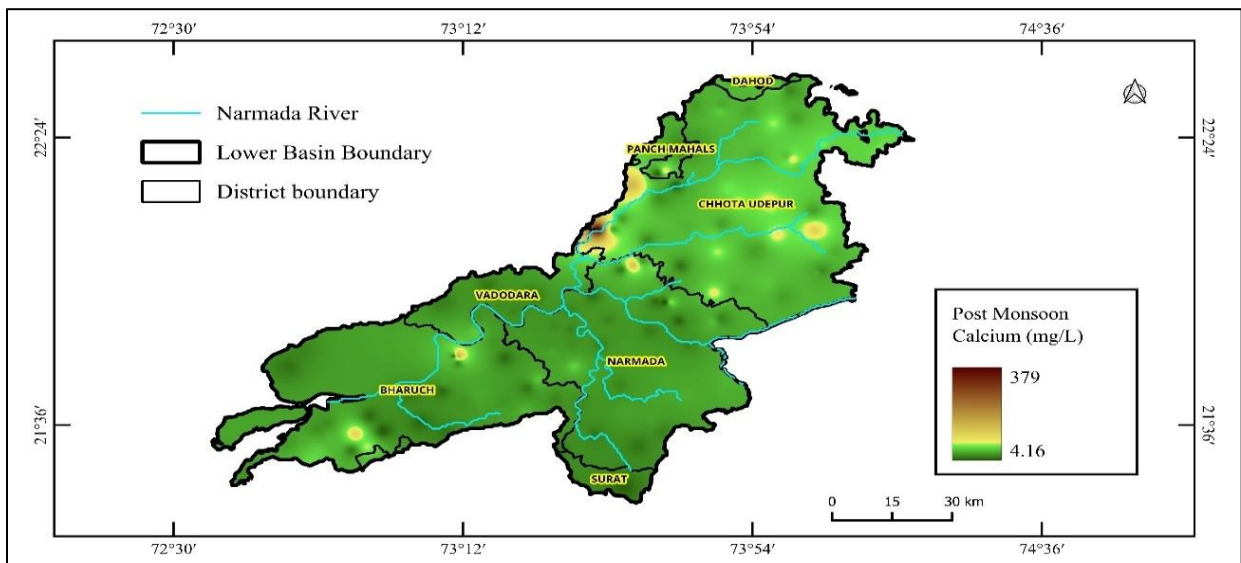 72°30′ 73°12′ 73°54′ 74°36′
Narmada River
Lower Basin Boundary
District boundary
22°24′
22°24′
DAHOD
PANCH MAHALS
CHHOTA UDEPUR
VADODARA
NARMADA
BHARUCH
SURAT
21°36′
21°36′
Post Monsoon
Calcium (mg/L)
379
4.16
0 15 30 km
72°30′ 73°12′ 73°54′ 74°36′